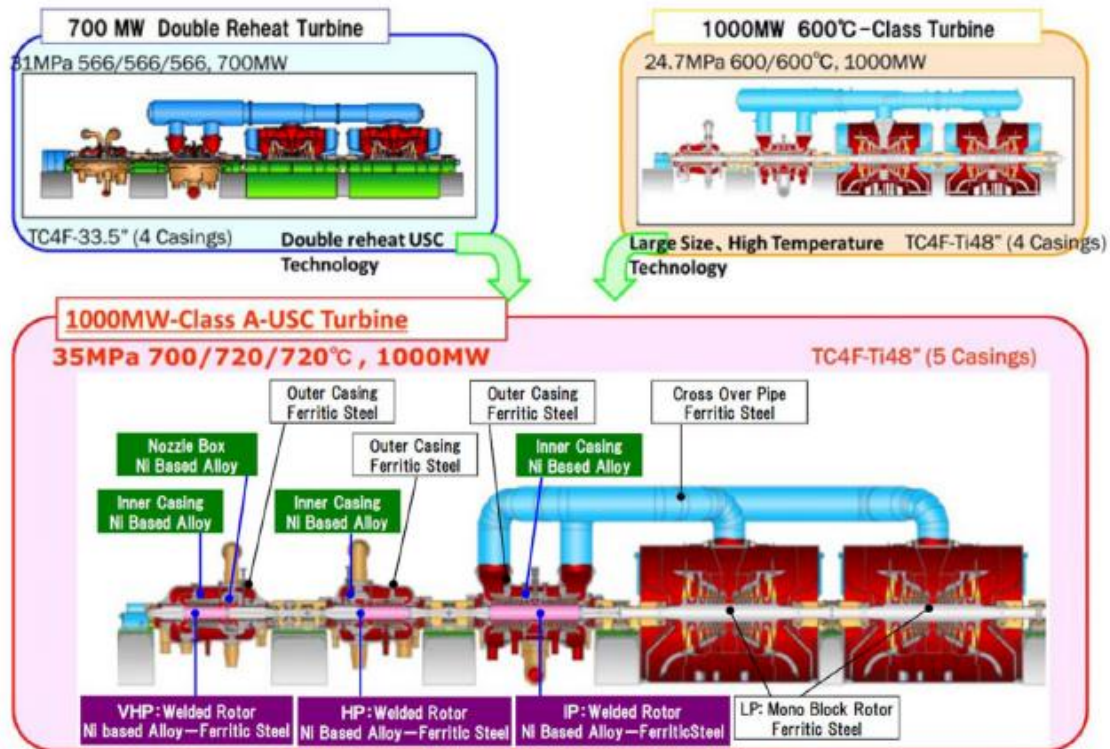 700 MW Double Reheat Turbine
31MPa 566/566/566, 700MW
TC4F-33.5" (4 Casings)
Double reheat USC
Technology
1000MW 600℃-Class Turbine
24.7MPa 600/600℃, 1000MW
Large Size、High Temperature
Technology
TC4F-Ti48" (4 Casings)
1000MW-Class A-USC Turbine
35MPa 700/720/720℃ , 1000MW
TC4F-Ti48" (5 Casings)
Outer Casing
Ferritic Steel
Outer Casing
Ferritic Steel
Cross Over Pipe
Ferritic Steel
Nozzle Box
Ni Based Alloy
Outer Casing
Ferritic Steel
Inner Casing
Ni Based Alloy
Inner Casing
Ni Based Alloy
Inner Casing
Ni Based Alloy
VHP:Welded Rotor
Ni based Alloy—Ferritic Steel
HP:Welded Rotor
Ni Based Alloy—Ferritic Steel
IP:Welded Rotor
Ni Based Alloy—FerriticSteel
LP: Mono Block Rotor
Ferritic Steel